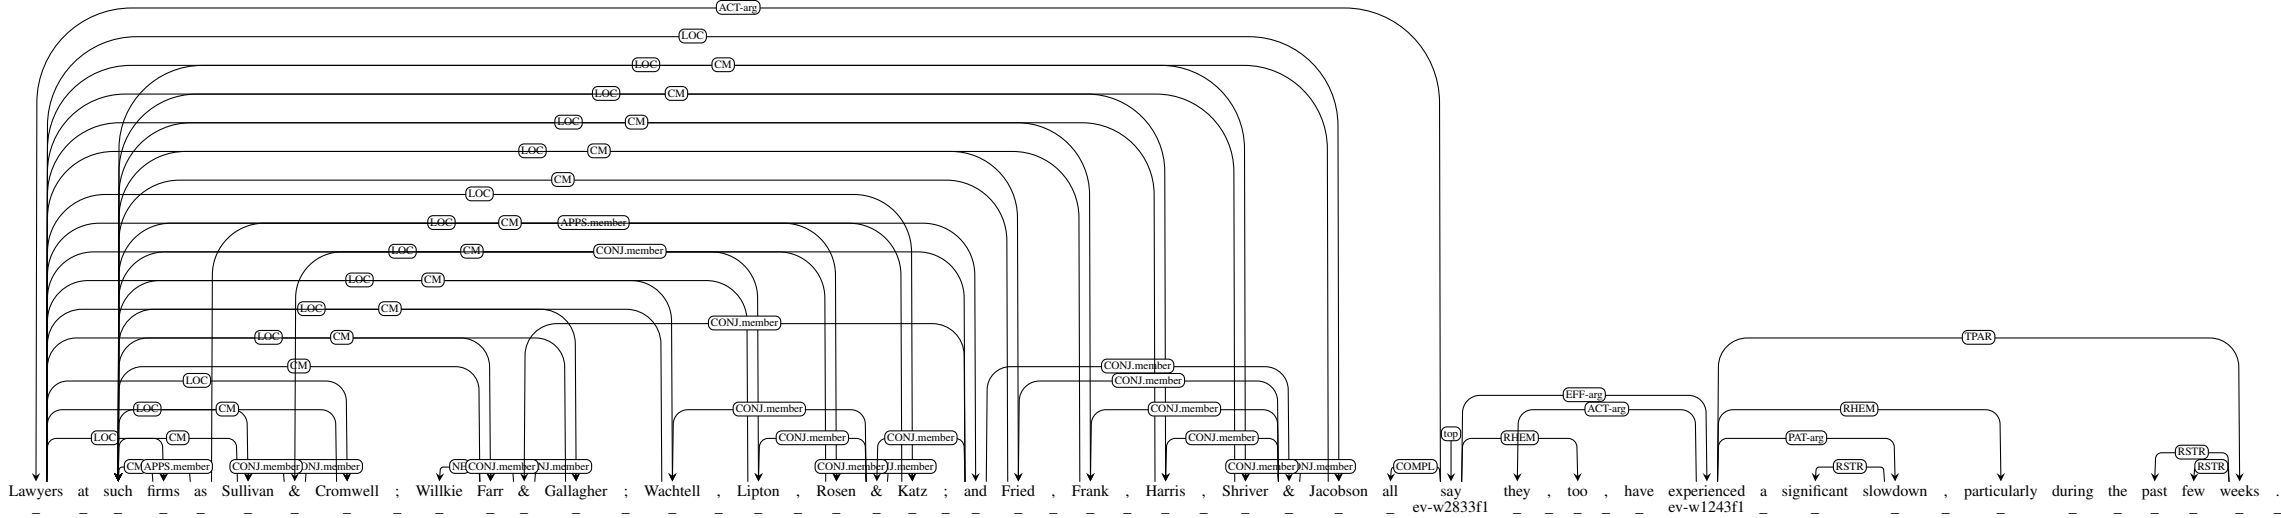 ACT-arg
LOC
LOC CM
LOC CM
LOC CM
LOC CM
CM
LOC
LOC CM APPS.member
LOC CM CONJ.member
LOC CM
LOC CM
CONJ.member
LOC CM TPAR
CM CONJ.member
LOC CONJ.member
EFF-arg
LOC CM CONJ.member CONJ.member ACT-arg RHEM
LOC CM CONJ.member CONJ.member CONJ.member top RHEM PAT-arg
RSTR
CM APPS.member CONJ.member CONJ.member CONJ.member CONJ.member COMPL RSTR RSTR
Lawyers at such firms as Sullivan & Cromwell ; Willkie Farr & Gallagher ; Wachtell , Lipton , Rosen & Katz ; and Fried , Frank , Harris , Shriver & Jacobson all say they , too , have experienced a significant slowdown , particularly during the past few weeks .
ev-w2833f1 ev-w1243f1